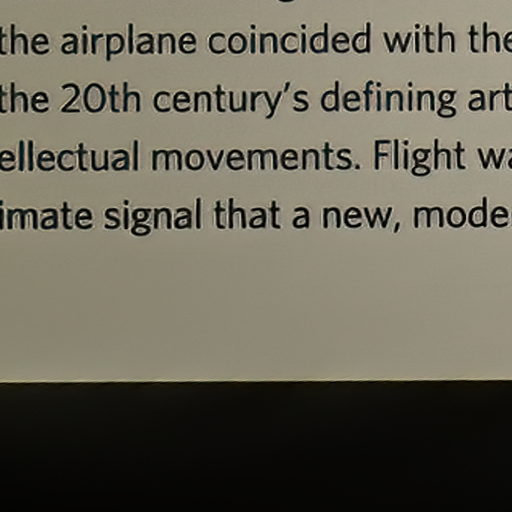 the airplane coincided with the
the 20th century's defining art
ellectual movements. Flight wa
imate signal that a new, mode